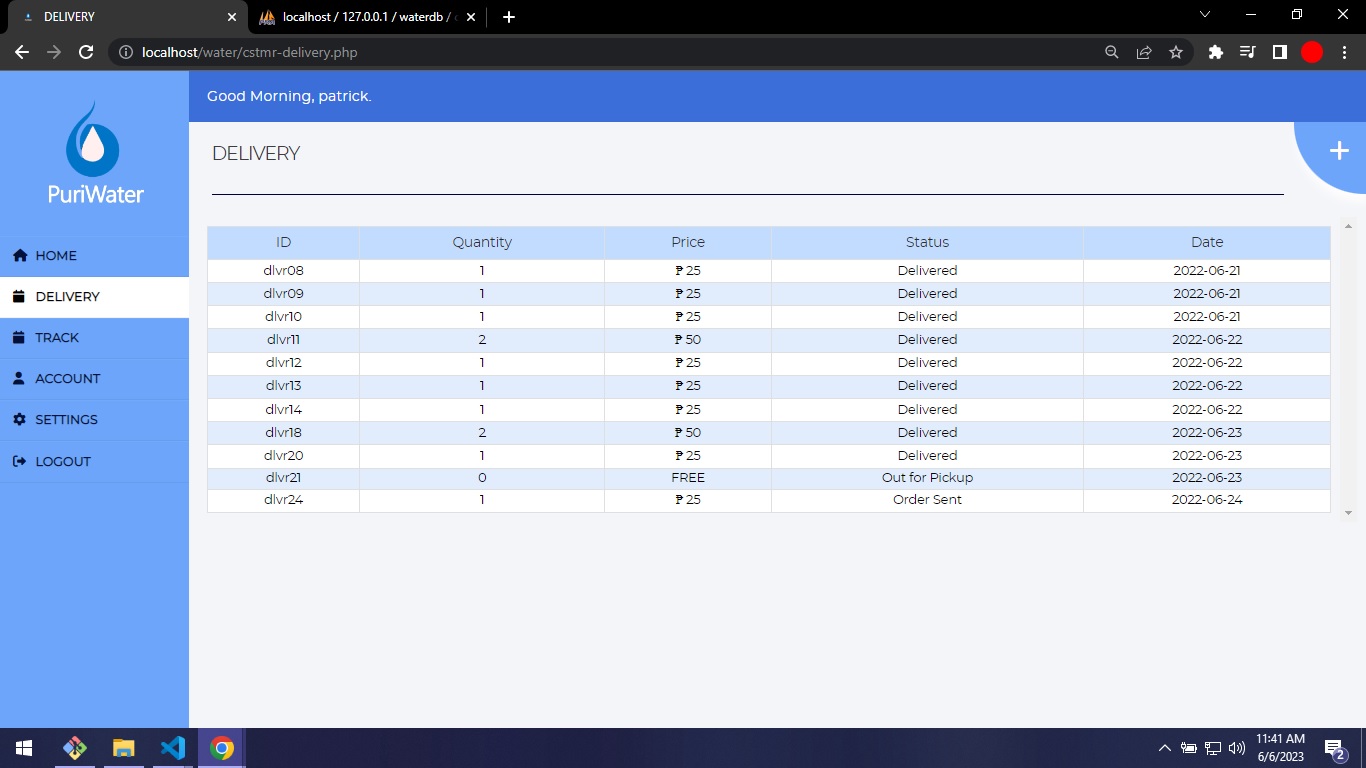 DELIVERY
localhost / 127.0.0.1 / waterdb /
localhost/water/cstmr-delivery.php
Good Morning, patrick.
PuriWater
HOME
DELIVERY
TRACK
ACCOUNT
SETTINGS
LOGOUT
DELIVERY
ID Quantity Price Status Date
dlvr08 1 ₱ 25 Delivered 2022-06-21
dlvr09 1 ₱ 25 Delivered 2022-06-21
dlvr10 1 ₱ 25 Delivered 2022-06-21
dlvr11 2 ₱ 50 Delivered 2022-06-22
dlvr12 1 ₱ 25 Delivered 2022-06-22
dlvr13 1 ₱ 25 Delivered 2022-06-22
dlvr14 1 ₱ 25 Delivered 2022-06-22
dlvr18 2 ₱ 50 Delivered 2022-06-23
dlvr20 1 ₱ 25 Delivered 2022-06-23
dlvr21 0 FREE Out for Pickup 2022-06-23
dlvr24 1 ₱ 25 Order Sent 2022-06-24
11:41 AM
6/6/2023
2